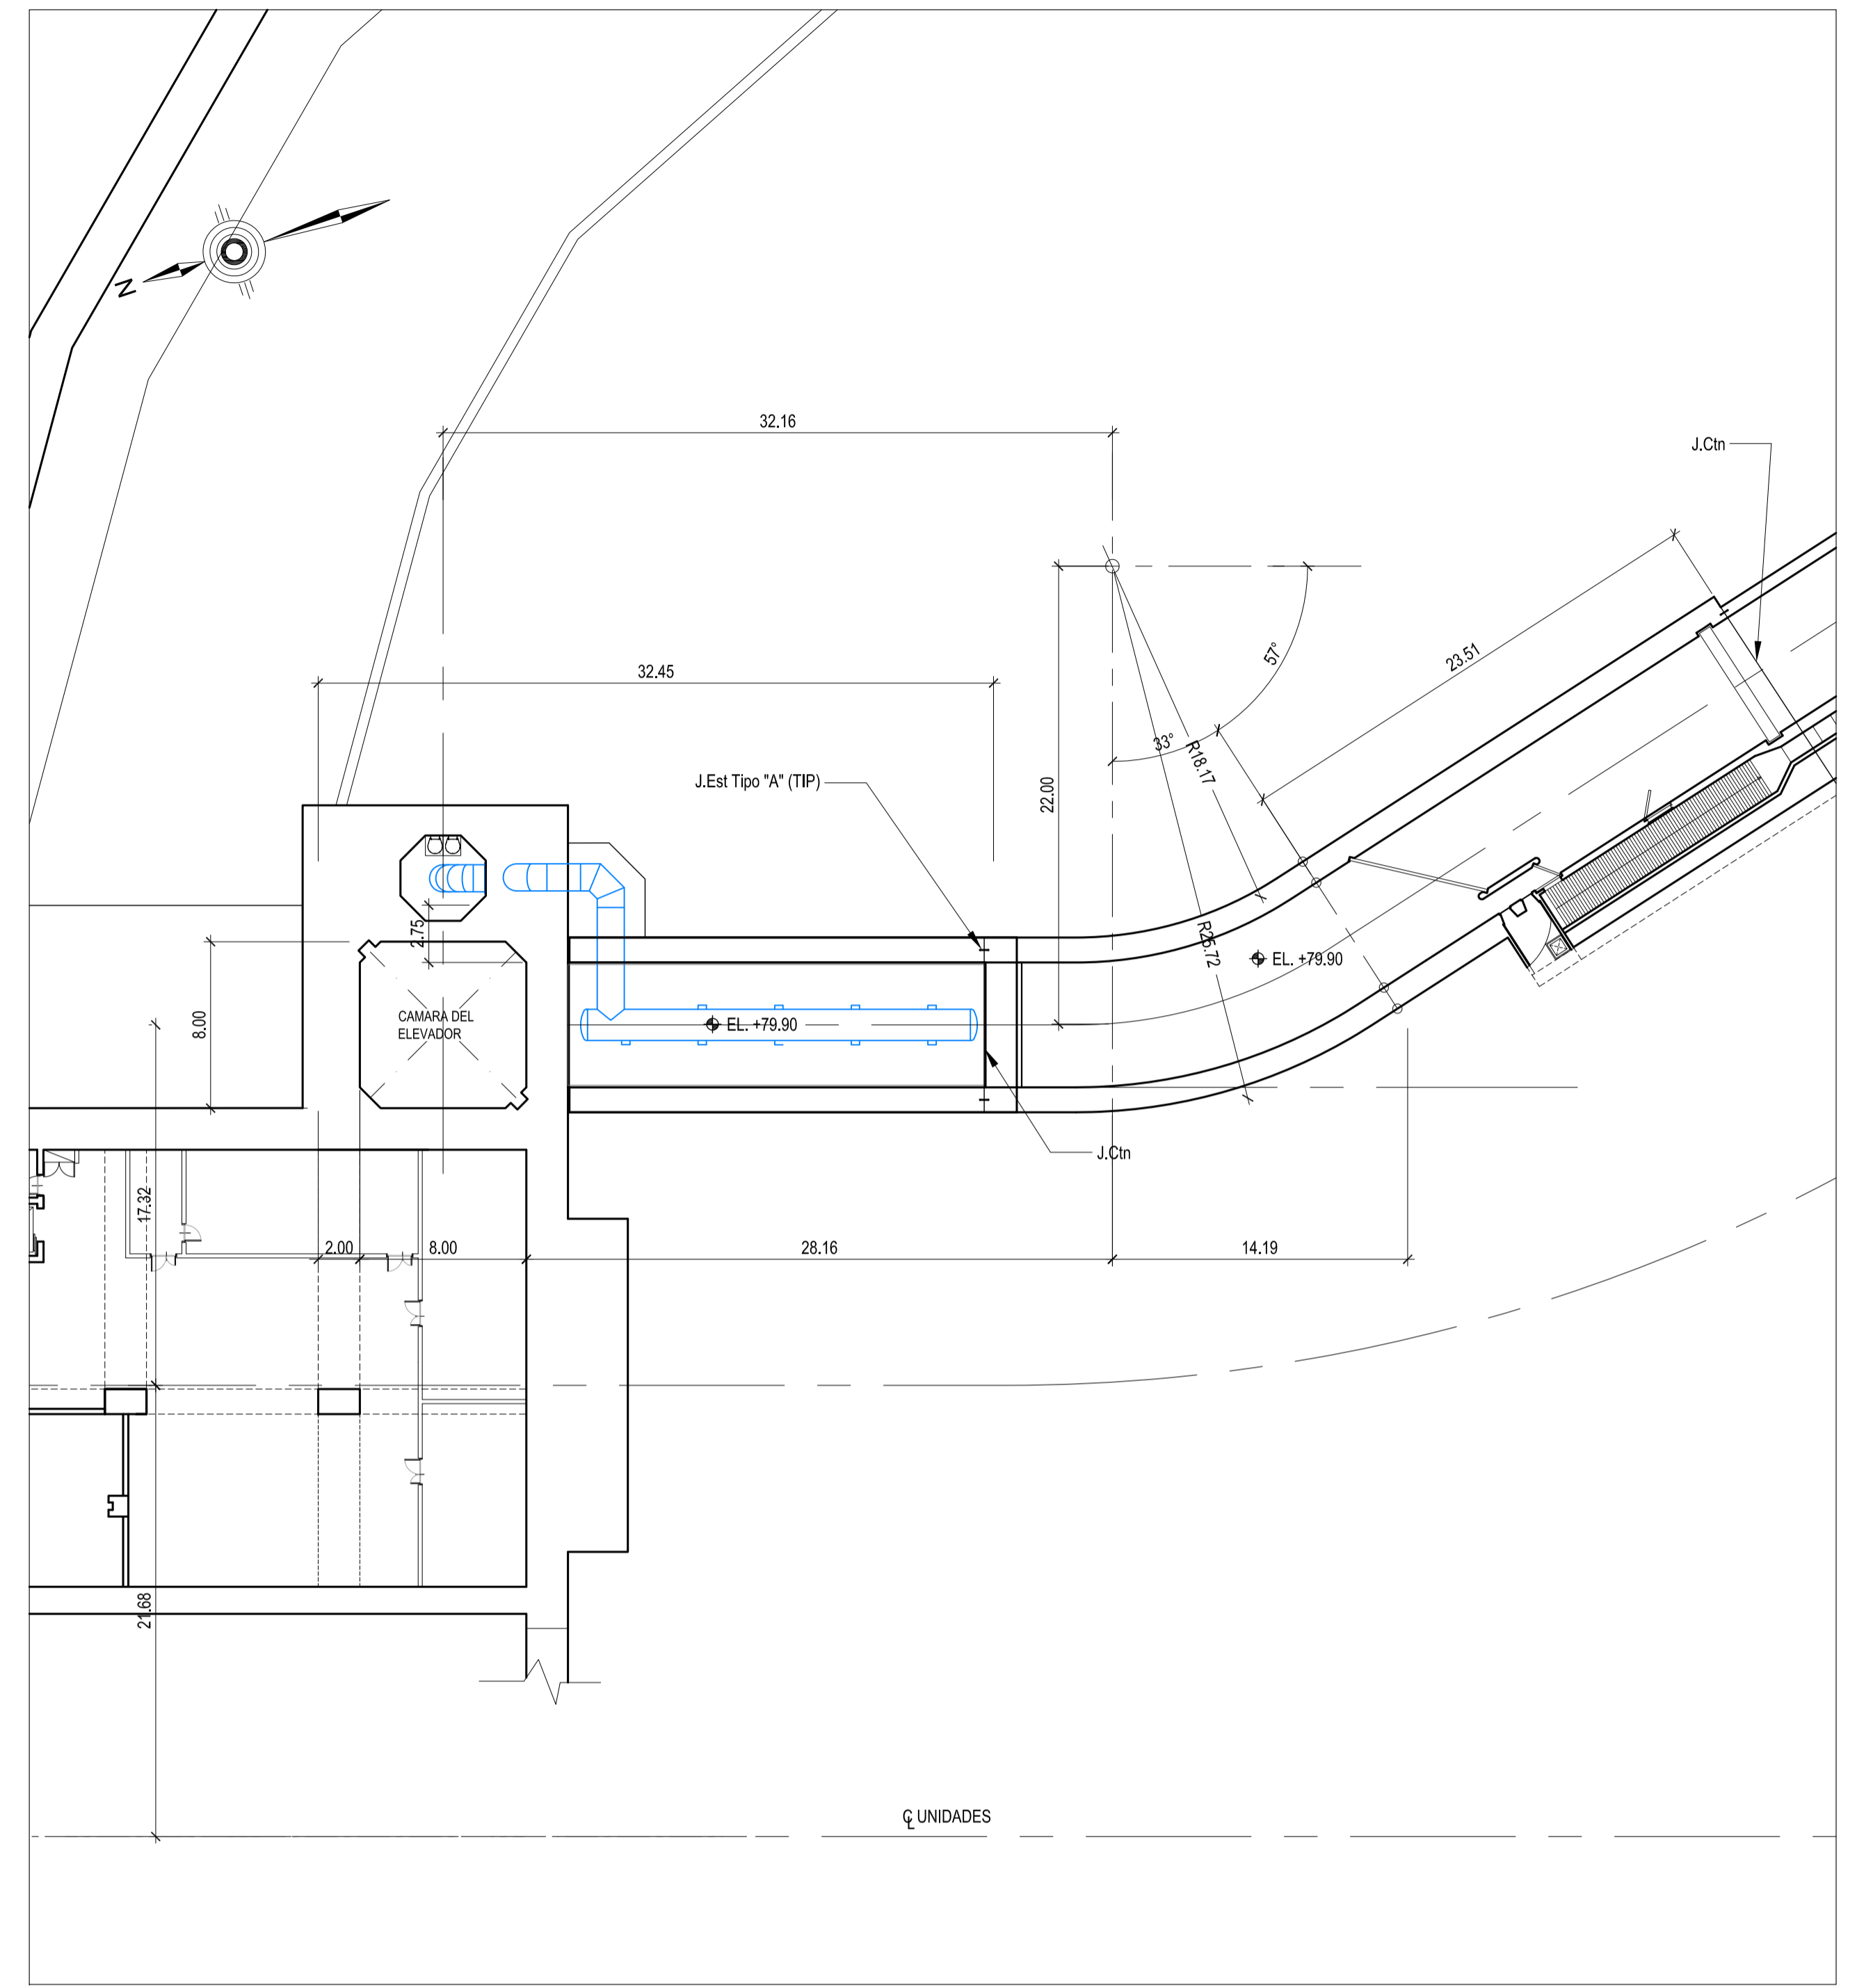 N
32.16
J.Ctn
32.45
23.51
57°
33°
R18.17
J.Est Tipo "A" (TIP)
22.00
2.75
R25.72
EL. +79.90
8.00
CAMARA DEL
ELEVADOR
EL. +79.90
J.Ctn
17.32
2.00
8.00
28.16
14.19
21.68
℄ UNIDADES